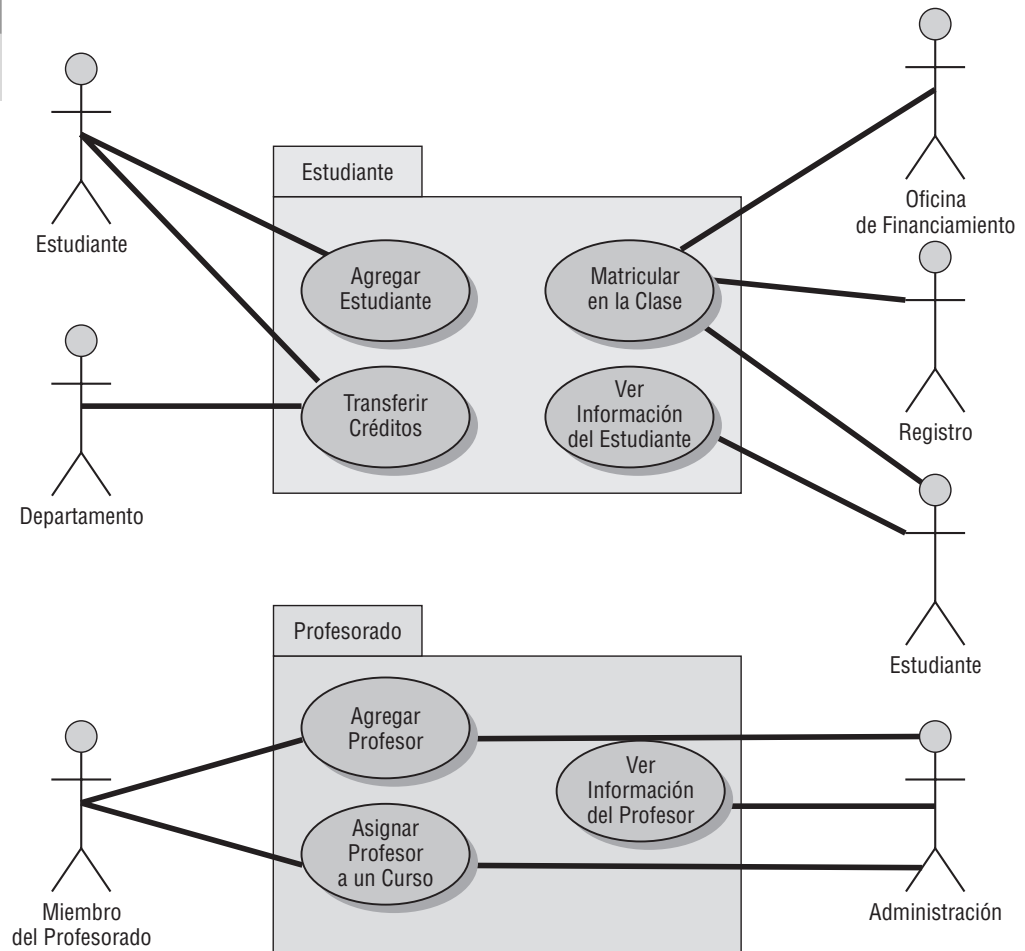 Estudiante
Estudiante
Agregar
Estudiante
Matricular
en la Clase
Oficina
de Financiamiento
Transferir
Créditos
Ver
Información
del Estudiante
Registro
Departamento
Estudiante
Profesorado
Agregar
Profesor
Ver
Información
del Profesor
Asignar
Profesor
a un Curso
Miembro
del Profesorado
Administración